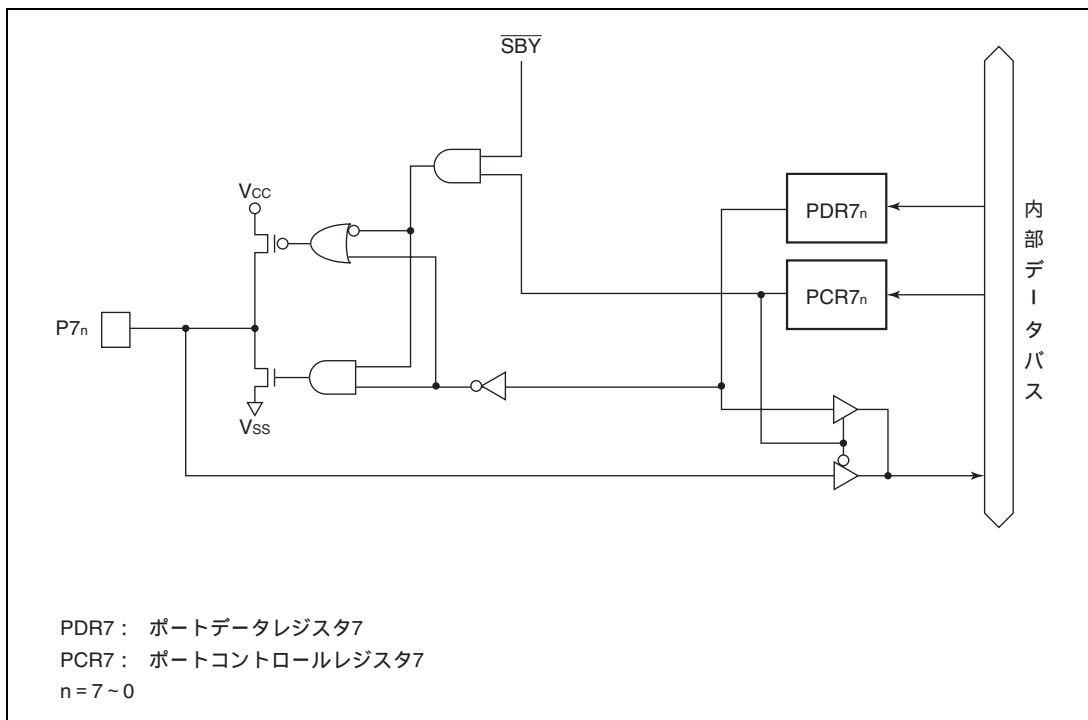 SBY
VCC
PDR7n
PCR7n
P7n
VSS
内部データバス
PDR7： ポートデータレジスタ7
PCR7： ポートコントロールレジスタ7
n = 7 ~ 0